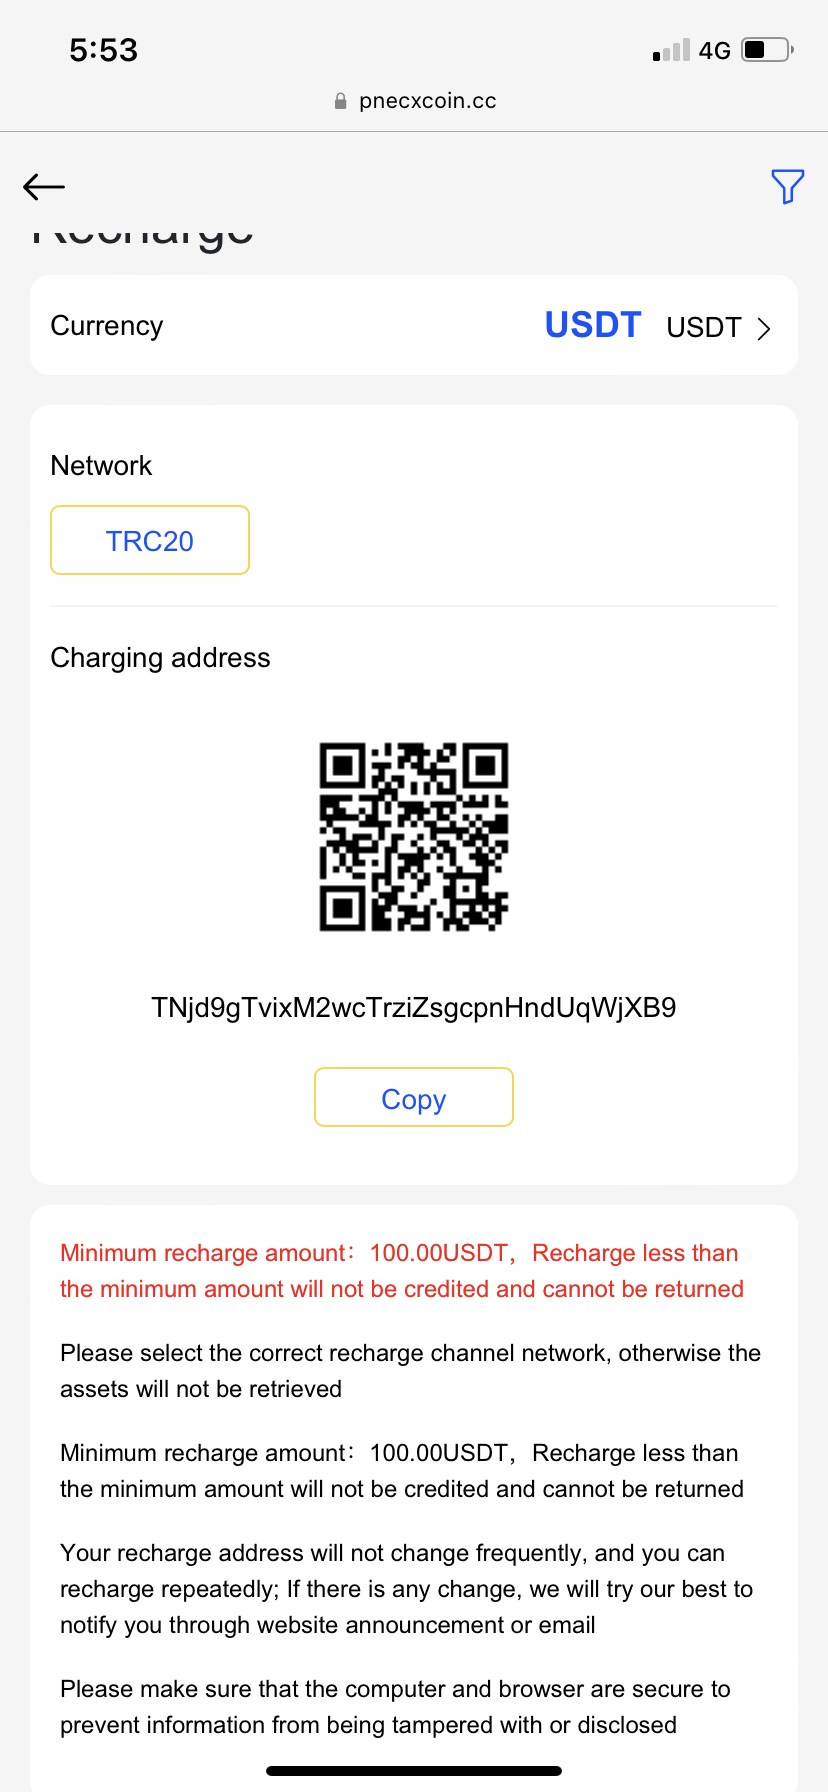 5:53
4G
pnecxcoin.cc
Recharge
Currency
USDT USDT
Network
TRC20
Charging address
TNjd9gTvixM2wcTrziZsgcpnHndUqWjXB9
Copy
Minimum recharge amount：100.00USDT，Recharge less than
the minimum amount will not be credited and cannot be returned
Please select the correct recharge channel network, otherwise the
assets will not be retrieved
Minimum recharge amount：100.00USDT，Recharge less than
the minimum amount will not be credited and cannot be returned
Your recharge address will not change frequently, and you can
recharge repeatedly; If there is any change, we will try our best to
notify you through website announcement or email
Please make sure that the computer and browser are secure to
prevent information from being tampered with or disclosed